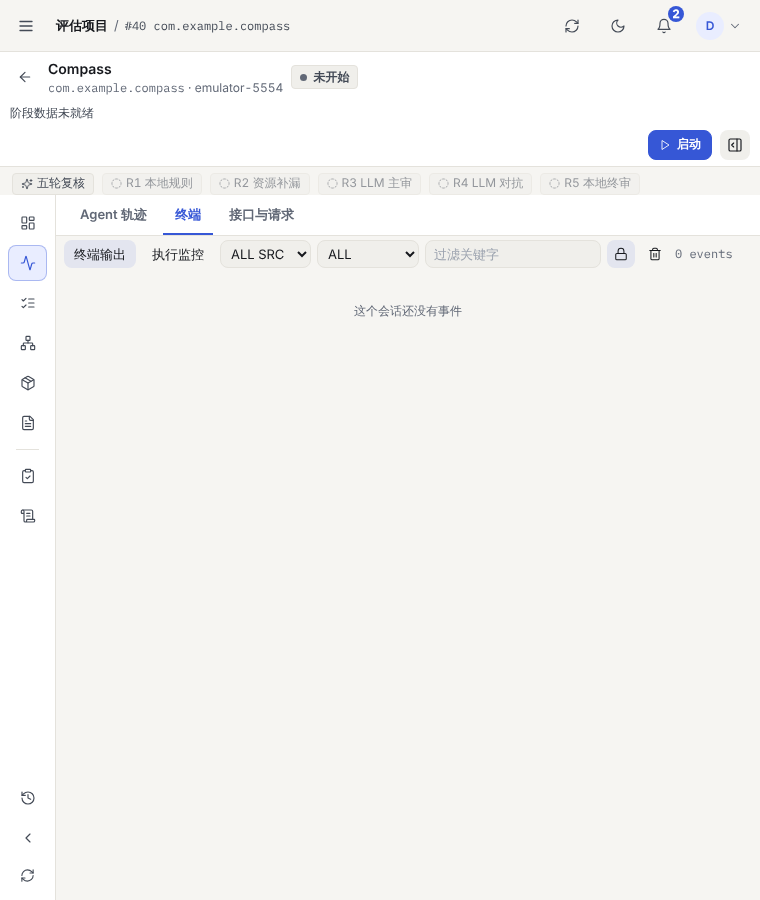 评估项目 / #40 com.example.compass
2
D
Compass
com.example.compass · emulator-5554
未开始
阶段数据未就绪
启动
五轮复核 R1 本地规则 R2 资源补漏 R3 LLM 主审 R4 LLM 对抗 R5 本地终审
Agent 轨迹 终端 接口与请求
终端输出 执行监控 ALL SRC ALL 过滤关键字 0 events
这个会话还没有事件